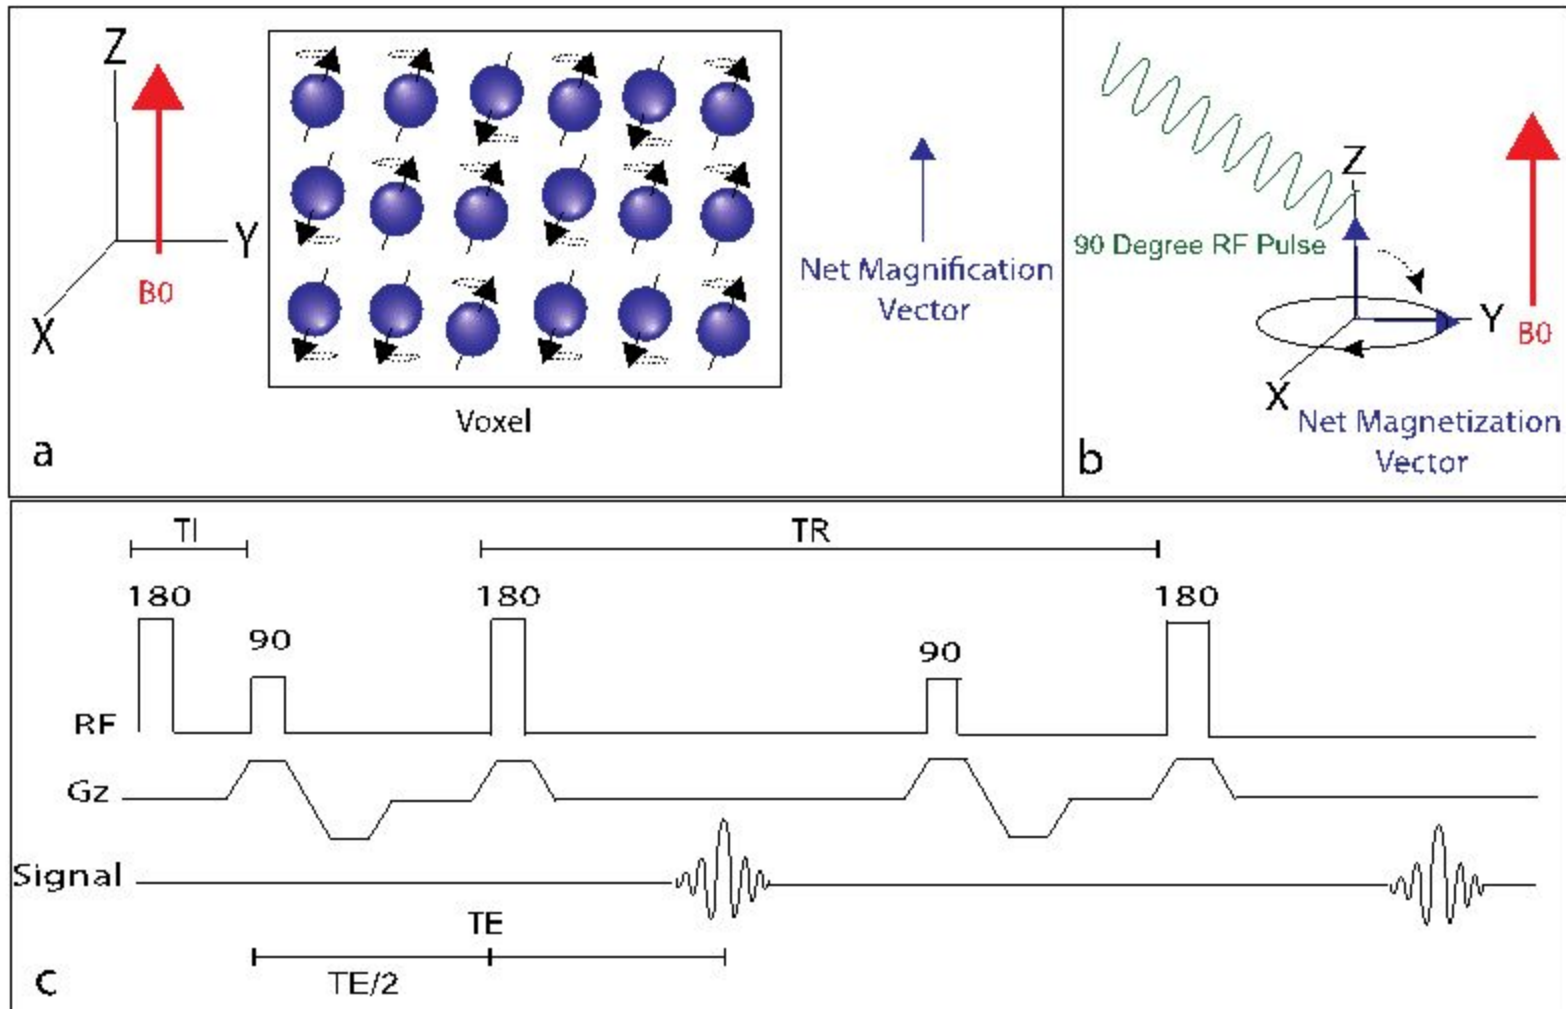 Z
Y
X
B0
Voxel
Net Magnification
Vector
a
90 Degree RF Pulse
Z
Y
X
B0
Net Magnetization
Vector
b
TI
TR
180
90
180
90
180
RF
Gz
Signal
TE
TE/2
c